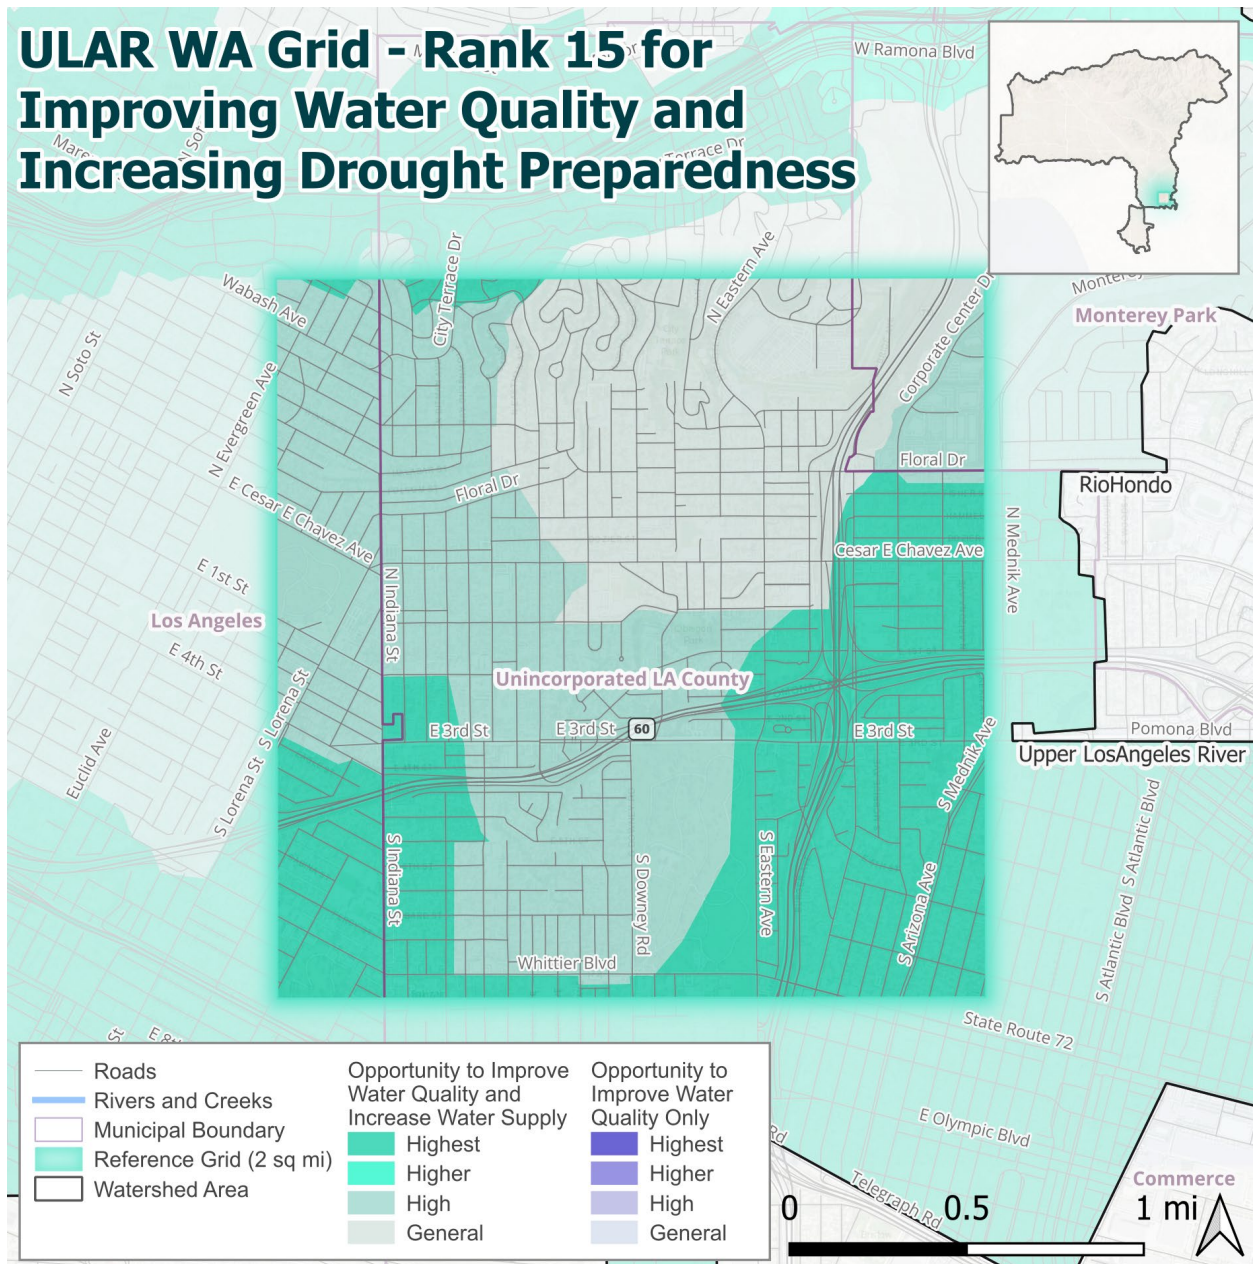 ULAR WA Grid - Rank 15 for
Improving Water Quality and
Increasing Drought Preparedness
W Ramona Blvd
Terrace Dr
N Eastern Ave
City Terrace Dr
Wabash Ave
Corporate Center Dr
Monterey
Monterey Park
N Soto St
N Evergreen Ave
Floral Dr
Floral Dr
RioHondo
E Cesar E Chavez Ave
Cesar E Chavez Ave
N Mednik Ave
E 1st St
N Indiana St
Los Angeles
E 4th St
Unincorporated LA County
S Lorena St
E 3rd St
E 3rd St
60
E 3rd St
Pomona Blvd
Upper LosAngeles River
Euclid Ave
S Lorena St
S Mednik Ave
S Indiana St
S Downey Rd
S Eastern Ave
S Arizona Ave
S Atlantic Blvd
S Atlantic Blvd
Whittier Blvd
State Route 72
E Olympic Blvd
Telegraph Rd
Rd
Commerce
St
Roads
Rivers and Creeks
Municipal Boundary
Reference Grid (2 sq mi)
Watershed Area
Opportunity to Improve
Water Quality and
Increase Water Supply
Highest
Higher
High
General
Opportunity to
Improve Water
Quality Only
Highest
Higher
High
General
0 0.5 1 mi